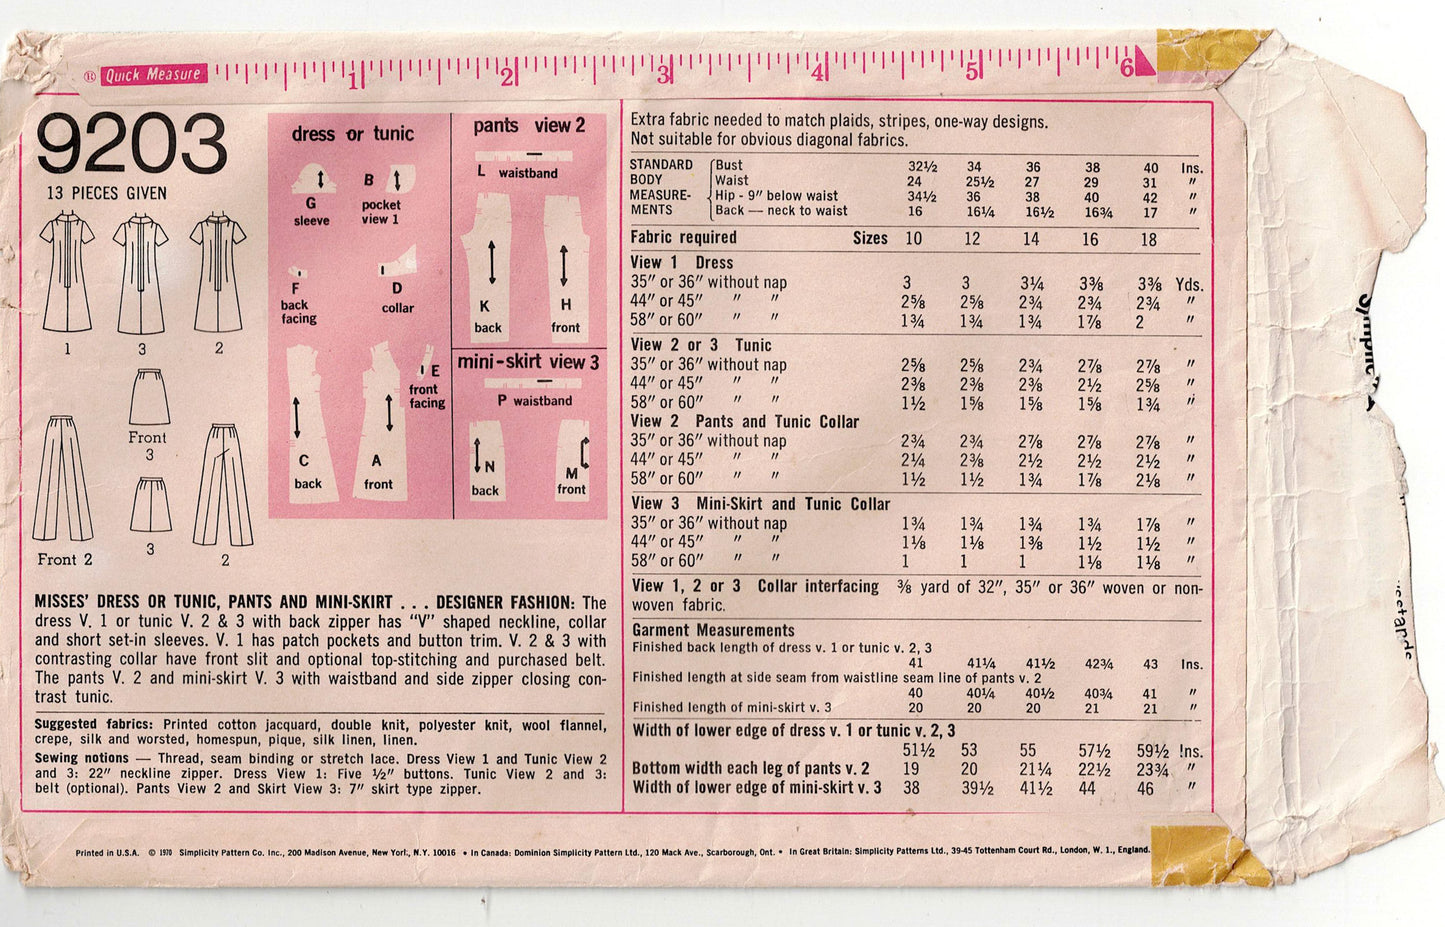 ® Quick Measure 1 2 3 4 5 6
9203
13 PIECES GIVEN
1 3 2
Front
3
Front 2
3
2
dress or tunic
G
sleeve
B
pocket
view 1
F
back
facing
D
collar
E
front
facing
C
back
A
front
pants view 2
L waistband
K
back
H
front
mini-skirt view 3
P waistband
N
back
M
front
MISSES' DRESS OR TUNIC, PANTS AND MINI-SKIRT . . . DESIGNER FASHION: The
dress V. 1 or tunic V. 2 & 3 with back zipper has "V" shaped neckline, collar
and short set-in sleeves. V. 1 has patch pockets and button trim. V. 2 & 3 with
contrasting collar have front slit and optional top-stitching and purchased belt.
The pants V. 2 and mini-skirt V. 3 with waistband and side zipper closing con-
trast tunic.
Suggested fabrics: Printed cotton jacquard, double knit, polyester knit, wool flannel,
crepe, silk and worsted, homespun, pique, silk linen, linen.
Sewing notions — Thread, seam binding or stretch lace. Dress View 1 and Tunic View 2
and 3: 22" neckline zipper. Dress View 1: Five ½" buttons. Tunic View 2 and 3:
belt (optional). Pants View 2 and Skirt View 3: 7" skirt type zipper.
Extra fabric needed to match plaids, stripes, one-way designs.
Not suitable for obvious diagonal fabrics.
STANDARD Bust 32½ 34 36 38 40 Ins.
BODY Waist 24 25½ 27 29 31 "
MEASURE- Hip - 9" below waist 34½ 36 38 40 42 "
MENTS Back — neck to waist 16 16¼ 16½ 16¾ 17 "
Fabric required Sizes 10 12 14 16 18
View 1 Dress
35" or 36" without nap 3 3 3¼ 3⅜ 3⅜ Yds.
44" or 45" " " 2⅝ 2⅝ 2¾ 2¾ 2¾ "
58" or 60" " " 1¾ 1¾ 1¾ 1⅞ 2 "
View 2 or 3 Tunic
35" or 36" without nap 2⅝ 2⅝ 2¾ 2⅞ 2⅞ "
44" or 45" " " 2⅜ 2⅜ 2⅜ 2½ 2⅝ "
58" or 60" " " 1½ 1⅝ 1⅝ 1⅝ 1¾ "
View 2 Pants and Tunic Collar
35" or 36" without nap 2¾ 2¾ 2⅞ 2⅞ 2⅞ "
44" or 45" " " 2¼ 2⅜ 2½ 2½ 2½ "
58" or 60" " " 1½ 1½ 1¾ 1⅞ 2⅛ "
View 3 Mini-Skirt and Tunic Collar
35" or 36" without nap 1¾ 1¾ 1¾ 1¾ 1⅞ "
44" or 45" " " 1⅛ 1⅛ 1⅜ 1½ 1½ "
58" or 60" " " 1 1 1 1⅛ 1⅛ "
View 1, 2 or 3 Collar interfacing ⅜ yard of 32", 35" or 36" woven or non-
woven fabric.
Garment Measurements
Finished back length of dress v. 1 or tunic v. 2, 3
41 41¼ 41½ 42¾ 43 Ins.
Finished length at side seam from waistline seam line of pants v. 2
40 40¼ 40½ 40¾ 41 "
Finished length of mini-skirt v. 3 20 20 20 21 21 "
Width of lower edge of dress v. 1 or tunic v. 2, 3
51½ 53 55 57½ 59½ Ins.
Bottom width each leg of pants v. 2 19 20 21¼ 22½ 23¾ "
Width of lower edge of mini-skirt v. 3 38 39½ 41½ 44 46 "
Printed in U.S.A. © 1970 Simplicity Pattern Co. Inc., 200 Madison Avenue, New York, N.Y. 10016 • In Canada: Dominion Simplicity Pattern Ltd., 120 Mack Ave., Scarborough, Ont. • In Great Britain: Simplicity Patterns Ltd., 39-45 Tottenham Court Rd., London, W. 1., England.